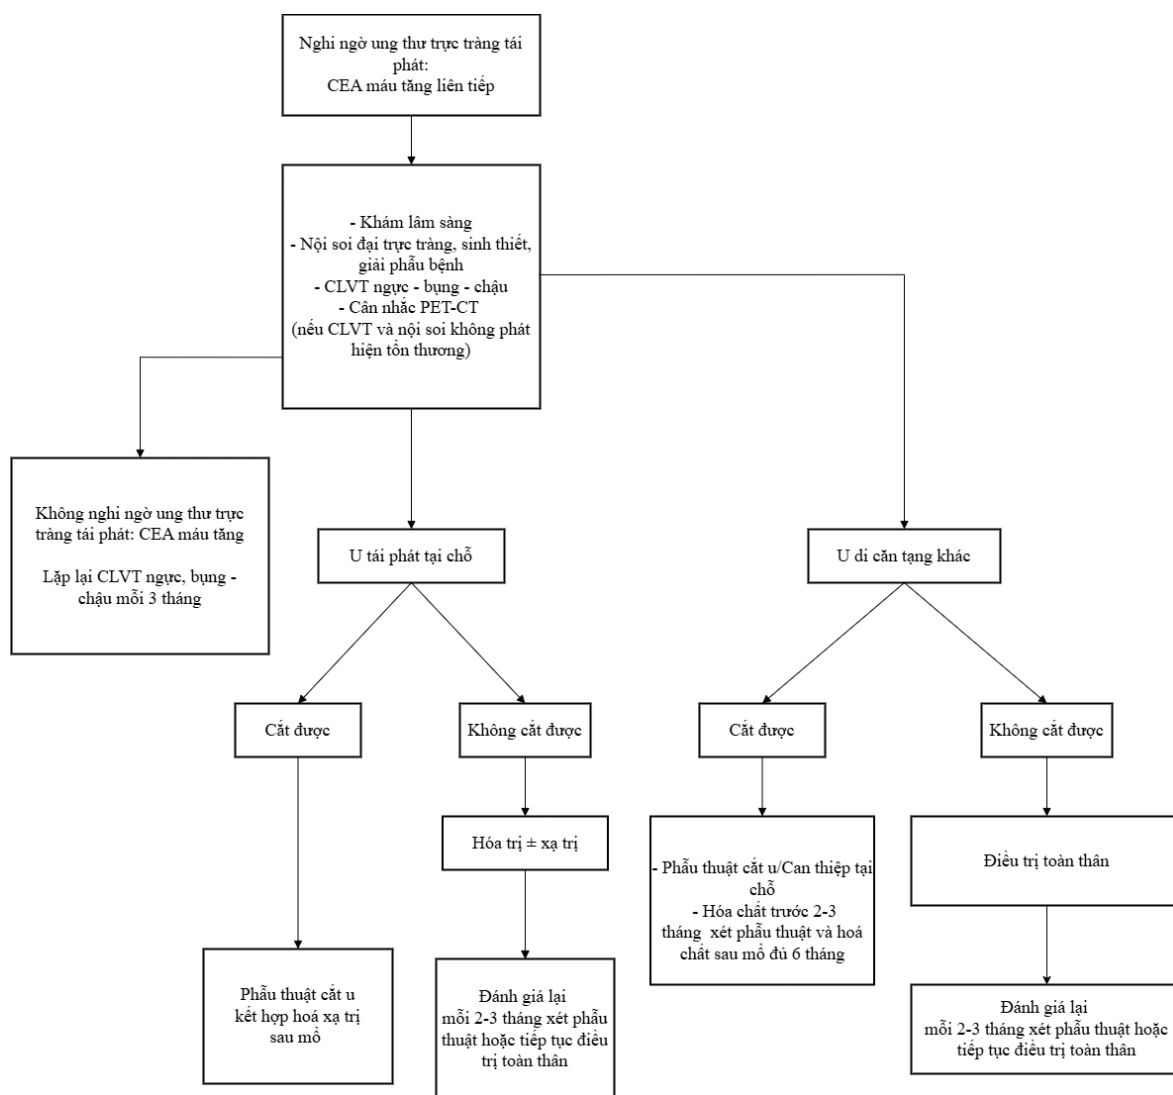 Nghi ngờ ung thư trực tràng tái
phát:
CEA máu tăng liên tiếp
- Khám lâm sàng
- Nội soi đại trực tràng, sinh thiết,
giải phẫu bệnh
- CLVT ngực - bụng - chậu
- Cân nhắc PET-CT
(nếu CLVT và nội soi không phát
hiện tổn thương)
Không nghi ngờ ung thư trực
tràng tái phát: CEA máu tăng
Lặp lại CLVT ngực, bụng -
chậu mỗi 3 tháng
U tái phát tại chỗ
U di căn tạng khác
Cắt được
Không cắt được
Cắt được
Không cắt được
Hóa trị ± xạ trị
- Phẫu thuật cắt u/Can thiệp tại
chỗ
- Hóa chất trước 2-3
tháng xét phẫu thuật và hoá
chất sau mổ đủ 6 tháng
Điều trị toàn thân
Phẫu thuật cắt u
kết hợp hoá xạ trị
sau mổ
Đánh giá lại
mỗi 2-3 tháng xét phẫu
thuật hoặc tiếp tục điều
trị toàn thân
Đánh giá lại
mỗi 2-3 tháng xét phẫu thuật hoặc
tiếp tục điều trị toàn thân